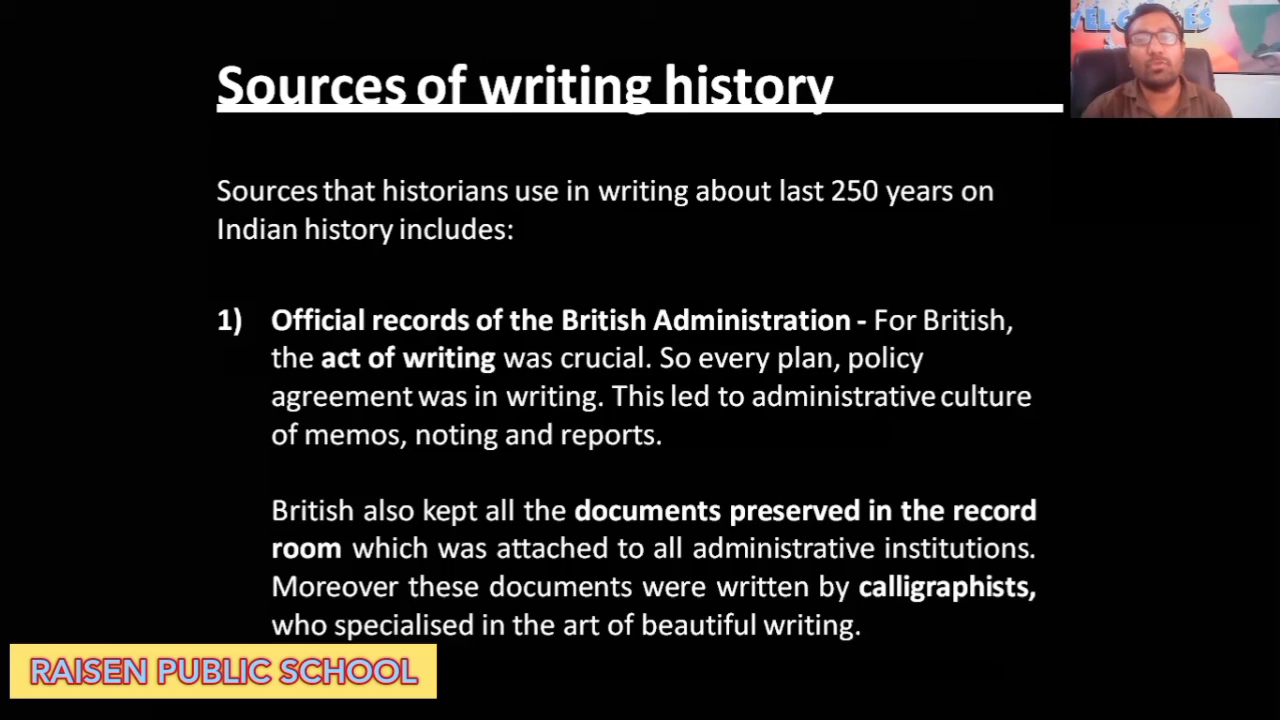 Sources of writing history
Sources that historians use in writing about last 250 years on
Indian history includes:
1) Official records of the British Administration - For British,
the act of writing was crucial. So every plan, policy
agreement was in writing. This led to administrative culture
of memos, noting and reports.
British also kept all the documents preserved in the record
room which was attached to all administrative institutions.
Moreover these documents were written by calligraphists,
who specialised in the art of beautiful writing.
RAISEN PUBLIC SCHOOL